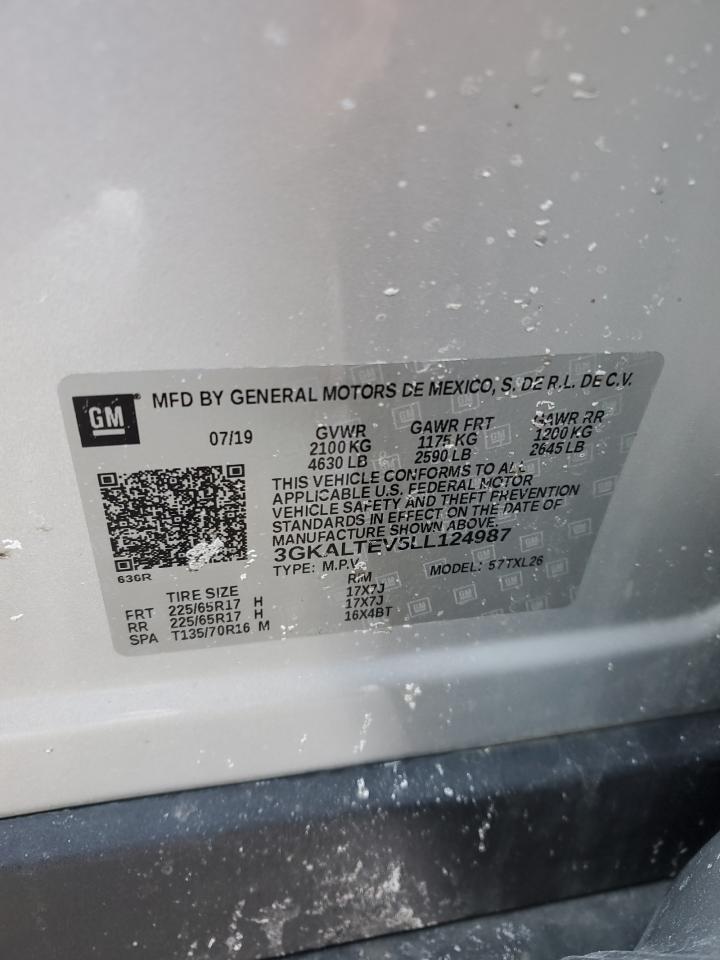 GM MFD BY GENERAL MOTORS DE MEXICO, S. DE R.L. DE C.V.
07/19 GVWR GAWR FRT GAWR RR
2100 KG 1175 KG 1200 KG
4630 LB 2590 LB 2645 LB
THIS VEHICLE CONFORMS TO ALL
APPLICABLE U.S. FEDERAL MOTOR
VEHICLE SAFETY AND THEFT PREVENTION
STANDARDS IN EFFECT ON THE DATE OF
MANUFACTURE SHOWN ABOVE.
3GKALTEV5LL124987
636R TYPE: M.P.V. MODEL: 57TXL26
TIRE SIZE RIM
FRT 225/65R17 H 17X7J
RR 225/65R17 H 17X7J
SPA T135/70R16 M 16X4BT